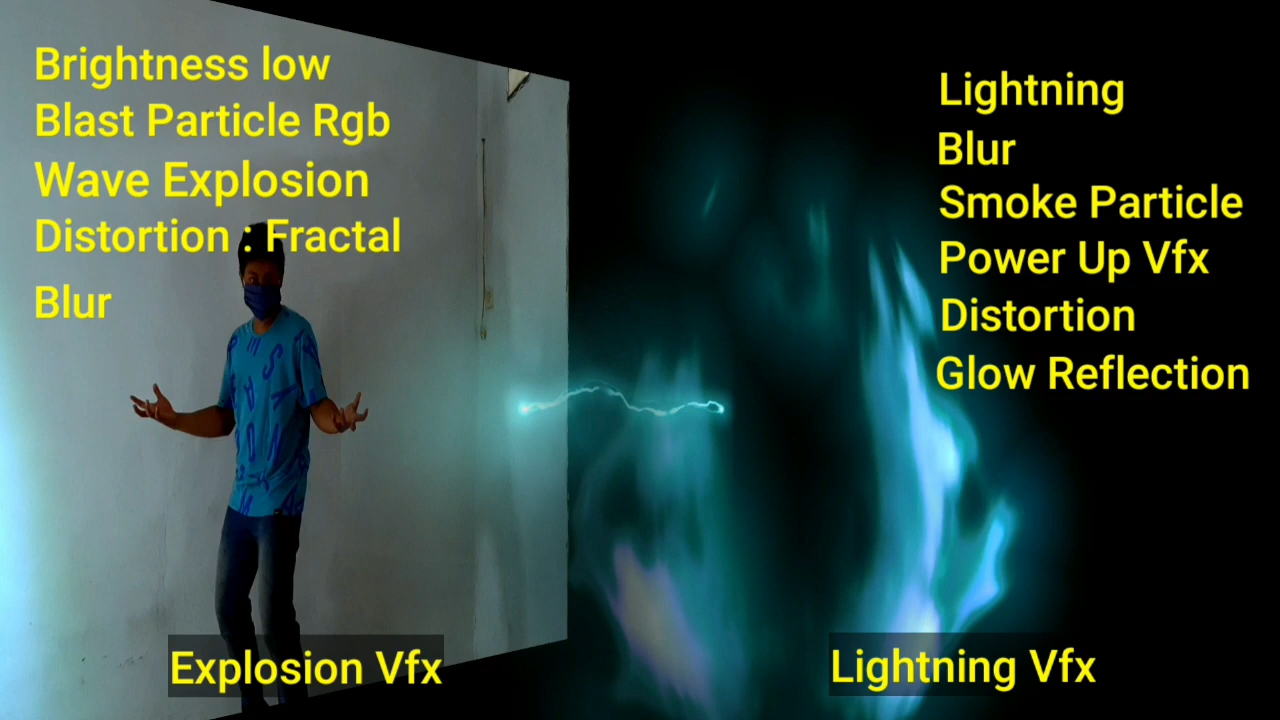 Brightness low
Blast Particle Rgb
Wave Explosion
Distortion : Fractal
Blur
Explosion Vfx
Lightning
Blur
Smoke Particle
Power Up Vfx
Distortion
Glow Reflection
Lightning Vfx